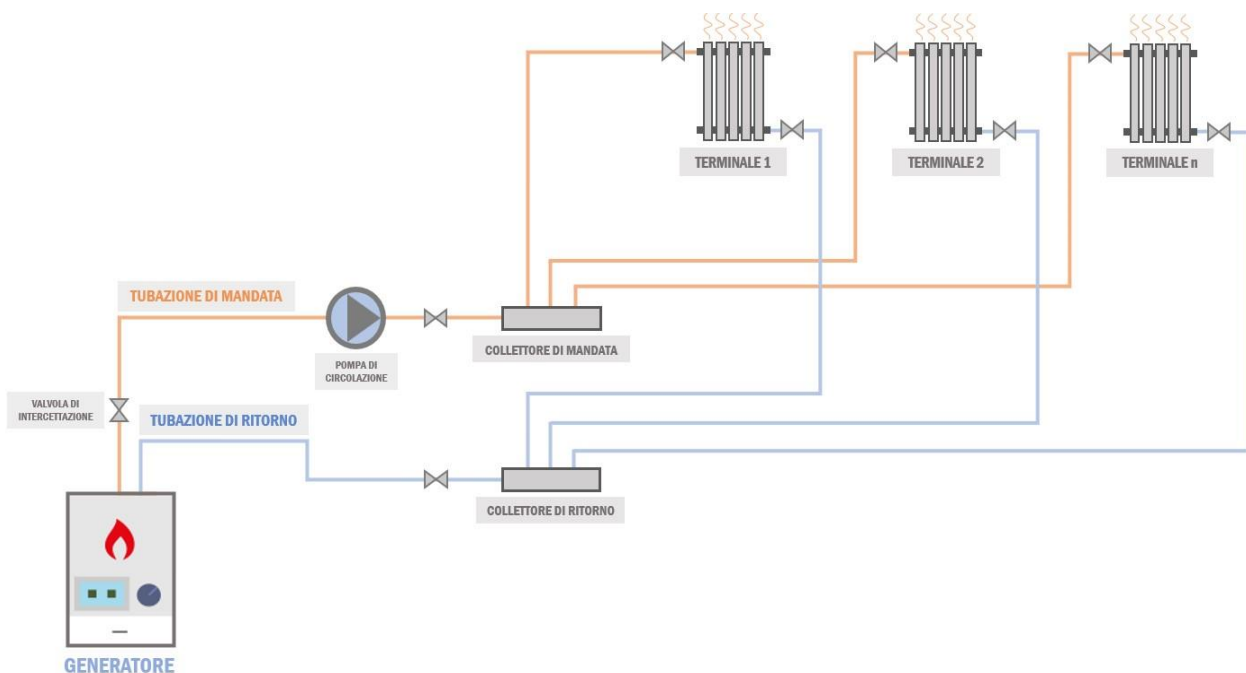 TERMINALE 1
TERMINALE 2
TERMINALE n
TUBAZIONE DI MANDATA
COLLETTORE DI MANDATA
POMPA DI
CIRCOLAZIONE
VALVOLA DI
INTERCETTAZIONE
TUBAZIONE DI RITORNO
COLLETTORE DI RITORNO
GENERATORE